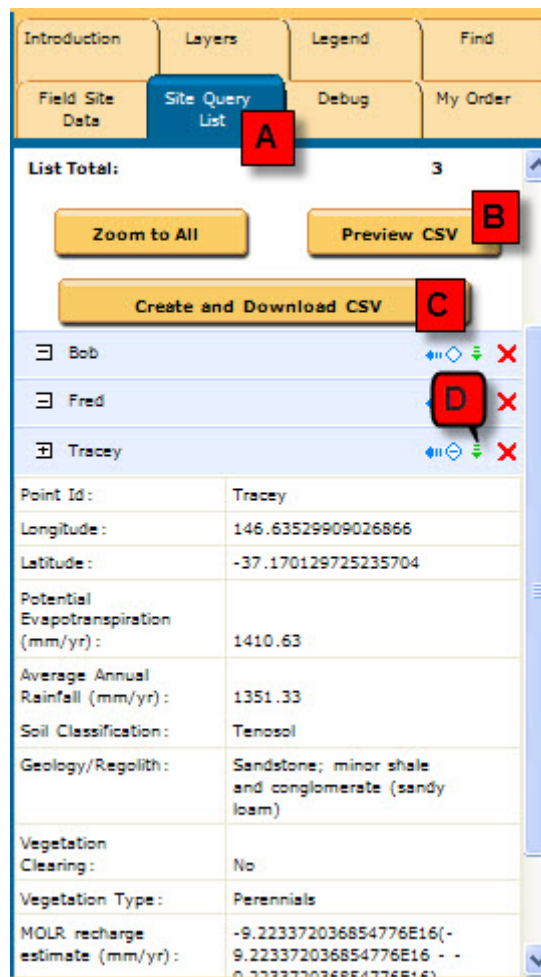 Introduction Layers Legend Find
Field Site Data Site Query List Debug My Order
A
List Total: 3
B
Zoom to All Preview CSV
Create and Download CSV C
Bob
Fred D
Tracey
Point Id: Tracey
Longitude: 146.63529909026866
Latitude: -37.170129725235704
Potential
Evapotranspiration
(mm/yr): 1410.63
Average Annual
Rainfall (mm/yr): 1351.33
Soil Classification: Tenosol
Geology/Regolith: Sandstone; minor shale
and conglomerate (sandy
loam)
Vegetation
Clearing: No
Vegetation Type: Perennials
MOLR recharge -9.223372036854776E16(-
estimate (mm/yr): 9.223372036854776E16 - -
9.223372036854776E16)